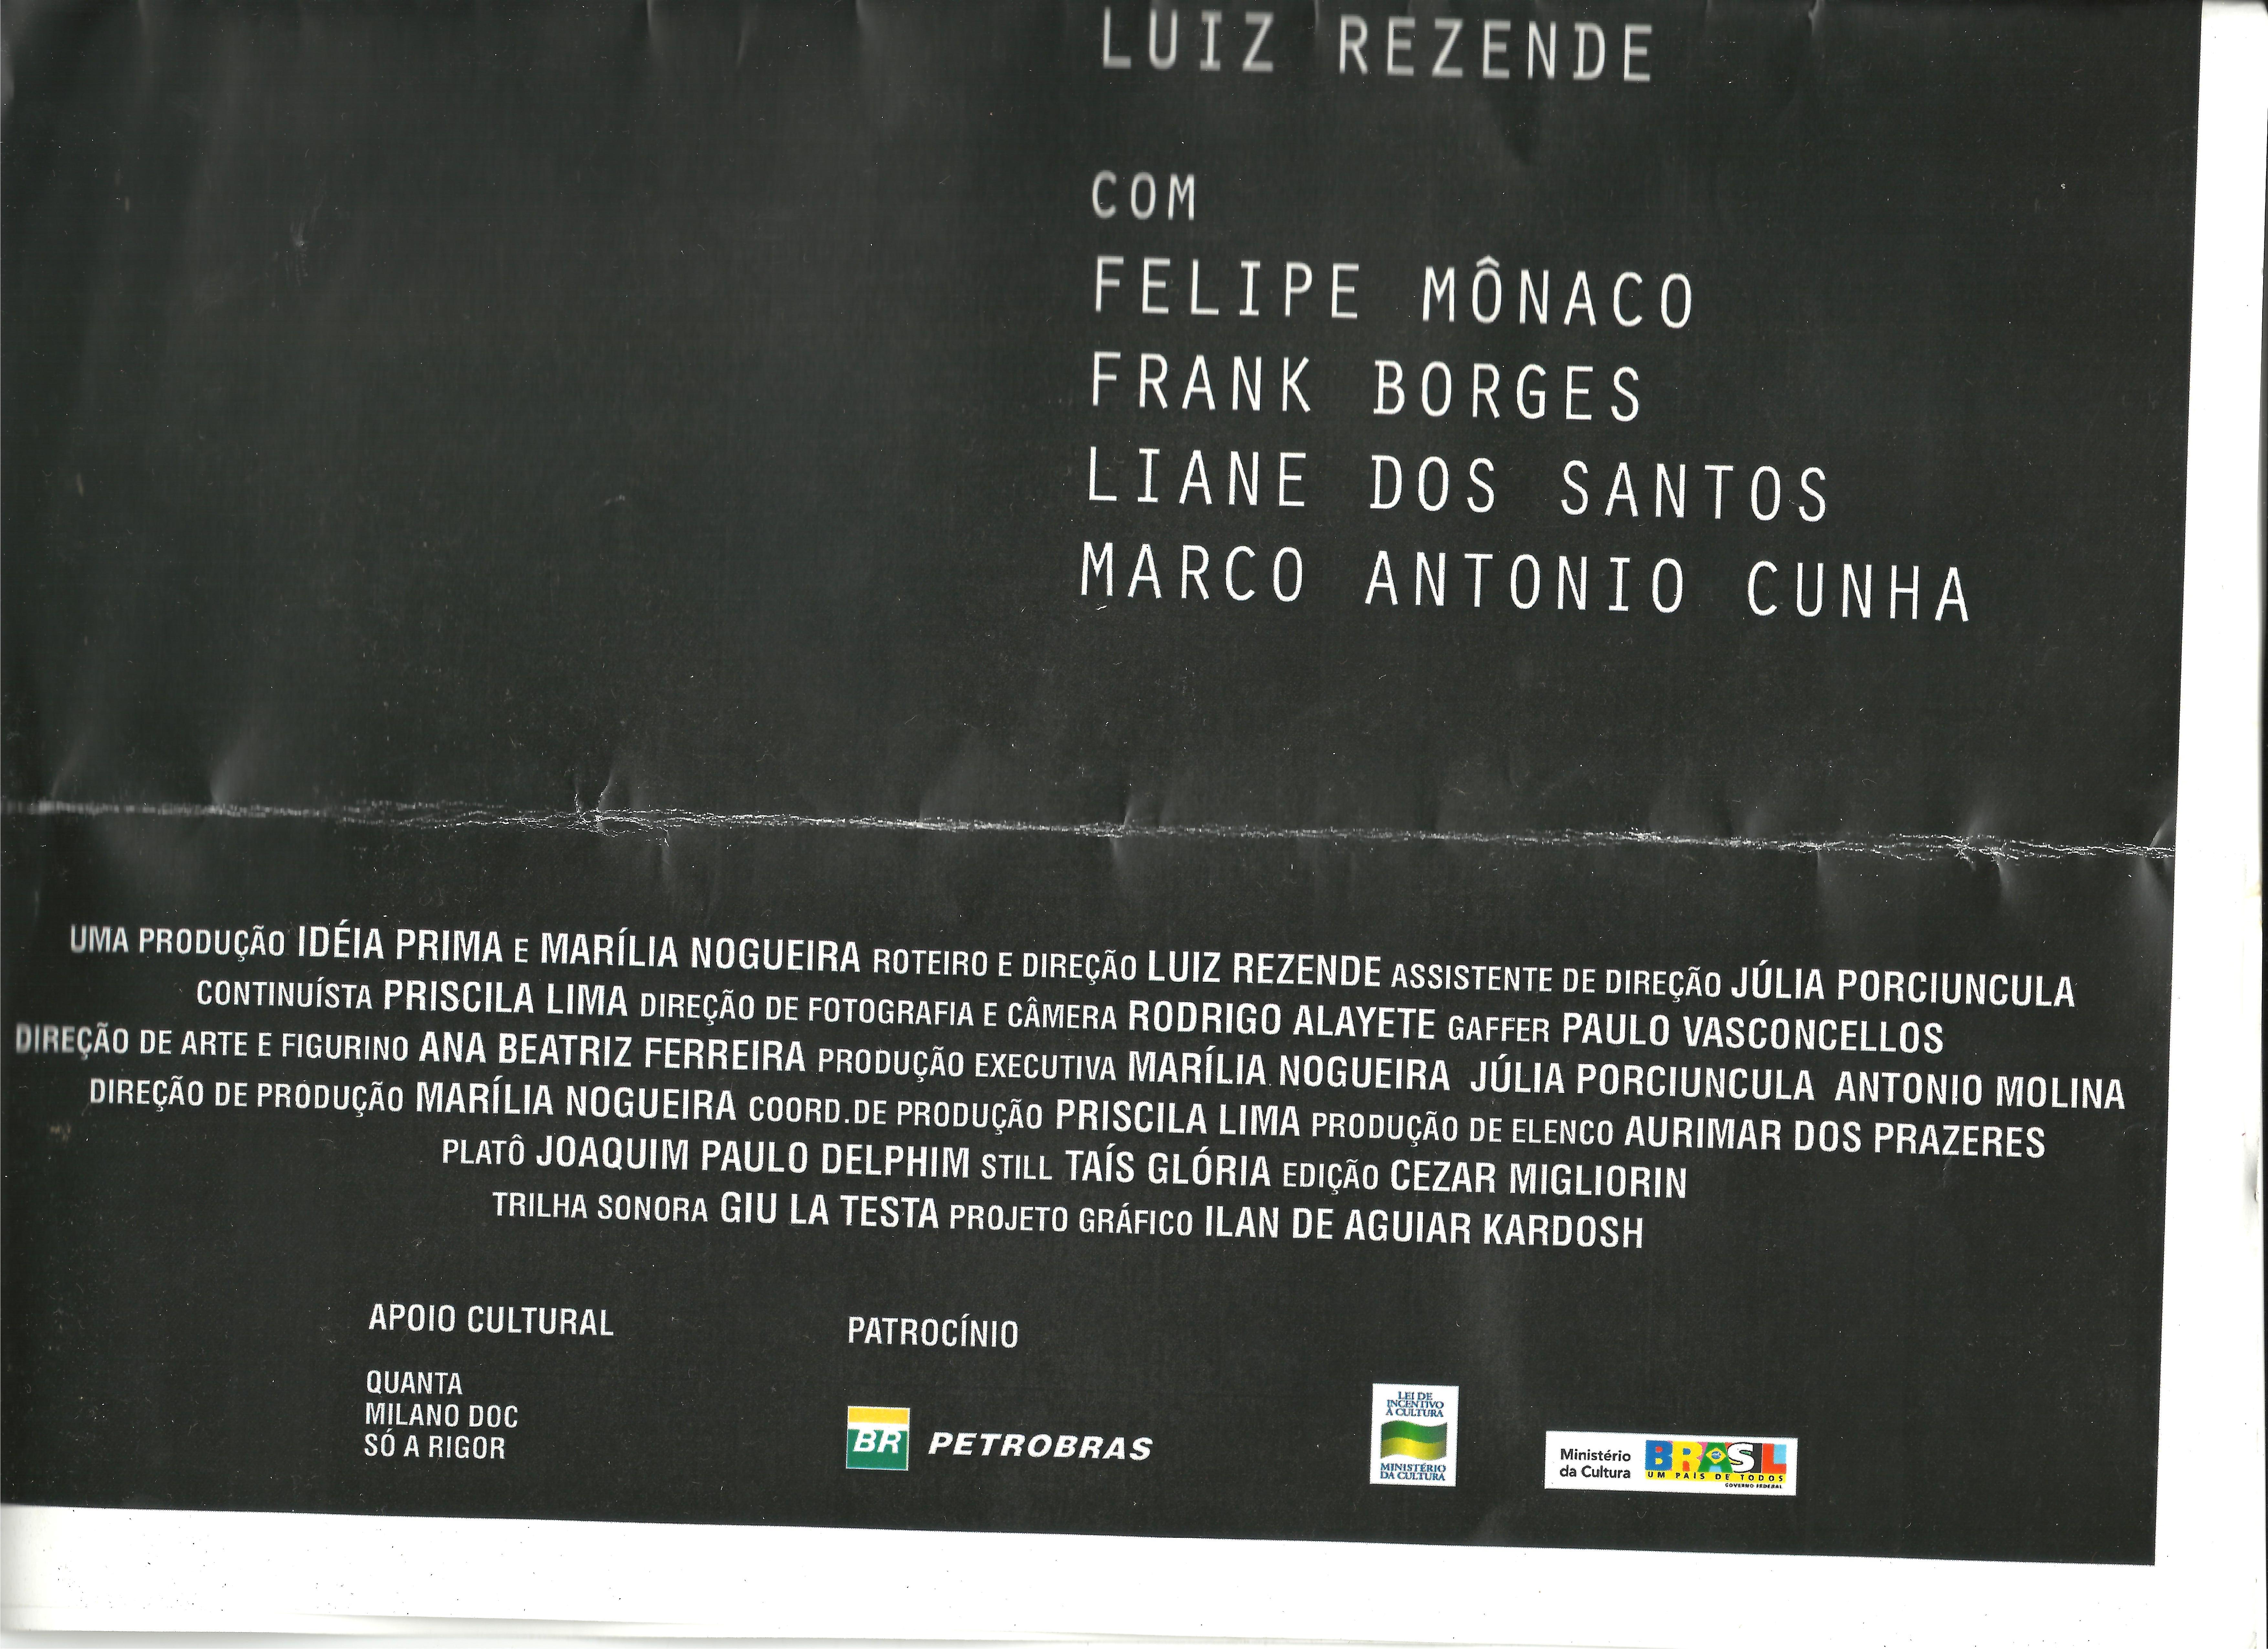 LUIZ REZENDE
COM
FELIPE MÔNACO
FRANK BORGES
LIANE DOS SANTOS
MARCO ANTONIO CUNHA
UMA PRODUÇÃO IDÉIA PRIMA E MARÍLIA NOGUEIRA ROTEIRO E DIREÇÃO LUIZ REZENDE ASSISTENTE DE DIREÇÃO JÚLIA PORCIUNCULA
CONTINUÍSTA PRISCILA LIMA DIREÇÃO DE FOTOGRAFIA E CÂMERA RODRIGO ALAYETE GAFFER PAULO VASCONCELLOS
DIREÇÃO DE ARTE E FIGURINO ANA BEATRIZ FERREIRA PRODUÇÃO EXECUTIVA MARÍLIA NOGUEIRA JÚLIA PORCIUNCULA ANTONIO MOLINA
DIREÇÃO DE PRODUÇÃO MARÍLIA NOGUEIRA COORD.DE PRODUÇÃO PRISCILA LIMA PRODUÇÃO DE ELENCO AURIMAR DOS PRAZERES
PLATÔ JOAQUIM PAULO DELPHIM STILL TAÍS GLÓRIA EDIÇÃO CEZAR MIGLIORIN
TRILHA SONORA GIU LA TESTA PROJETO GRÁFICO ILAN DE AGUIAR KARDOSH
APOIO CULTURAL
QUANTA
MILANO DOC
SÓ A RIGOR
PATROCÍNIO
BR PETROBRAS
LEI DE
INCENTIVO
À CULTURA
MINISTÉRIO
DA CULTURA
Ministério
da Cultura
BRASIL
UM PAÍS DE TODOS
GOVERNO FEDERAL